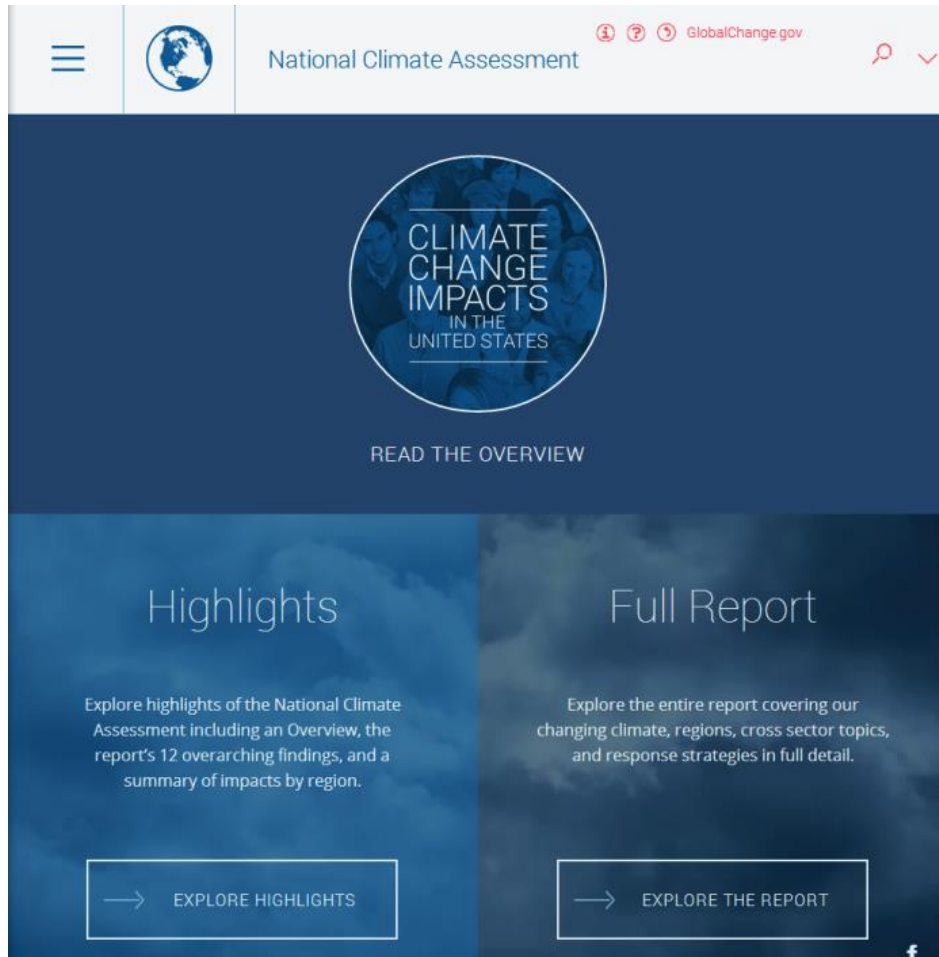 GlobalChange.gov
National Climate Assessment
CLIMATE
CHANGE
IMPACTS
IN THE
UNITED STATES
READ THE OVERVIEW
Highlights
Explore highlights of the National Climate
Assessment including an Overview, the
report's 12 overarching findings, and a
summary of impacts by region.
EXPLORE HIGHLIGHTS
Full Report
Explore the entire report covering our
changing climate, regions, cross sector topics,
and response strategies in full detail.
EXPLORE THE REPORT